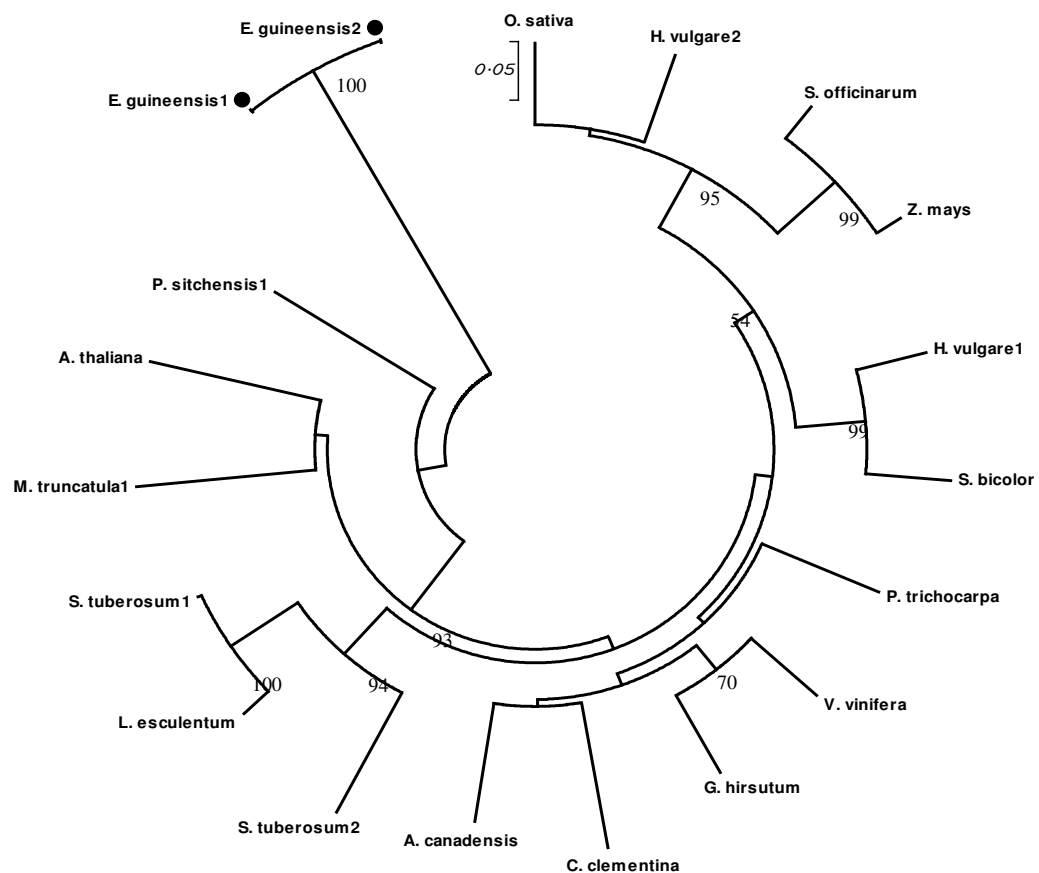 O. sativa
E. guineensis2
H. vulgare2
0.05
100
S. officinarum
E. guineensis1
95
99
Z. mays
P. sitchensis1
54
H. vulgare1
A. thaliana
99
S. bicolor
M. truncatula1
P. trichocarpa
S. tuberosum1
93
100
94
70
V. vinifera
L. esculentum
G. hirsutum
S. tuberosum2
A. canadensis
C. clementina